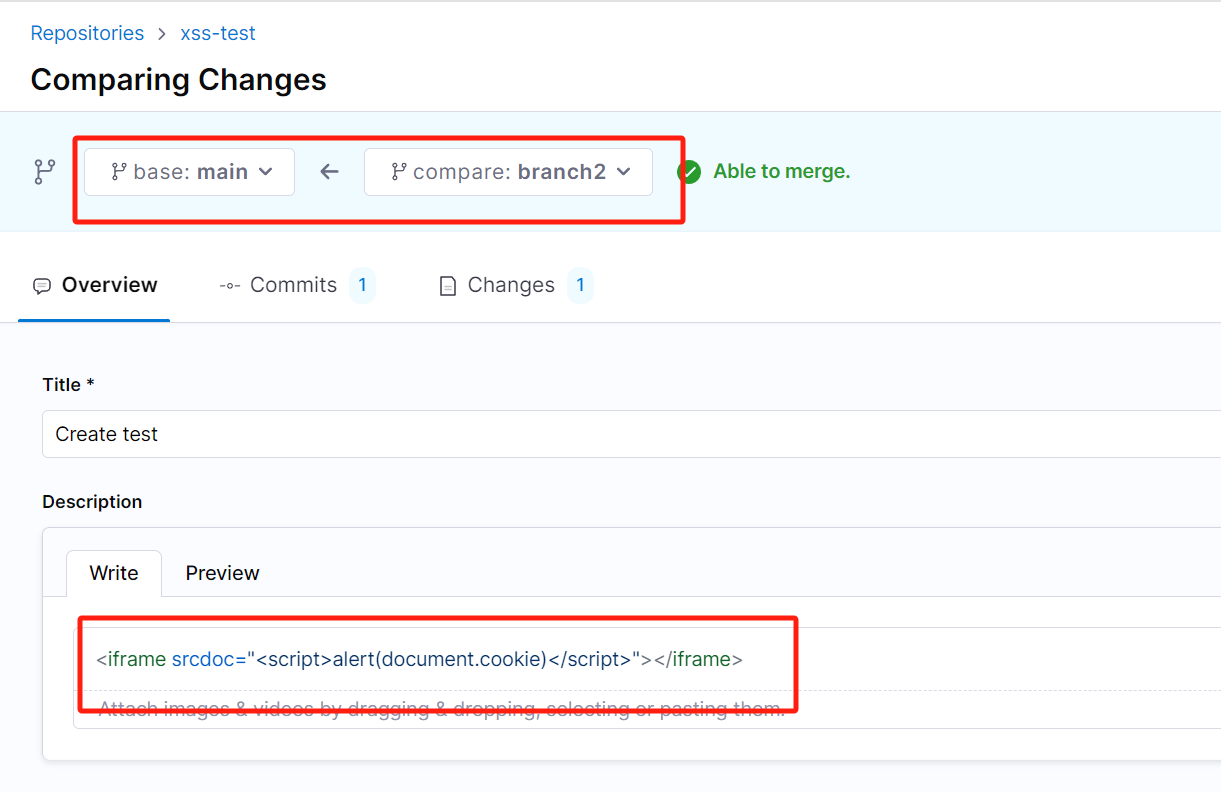 Repositories > xss-test
Comparing Changes
base: main ← compare: branch2 Able to merge.
Overview Commits 1 Changes 1
Title *
Create test
Description
Write Preview
<iframe srcdoc="<script>alert(document.cookie)</script>"></iframe>
Attach images & videos by dragging & dropping, selecting or pasting them.